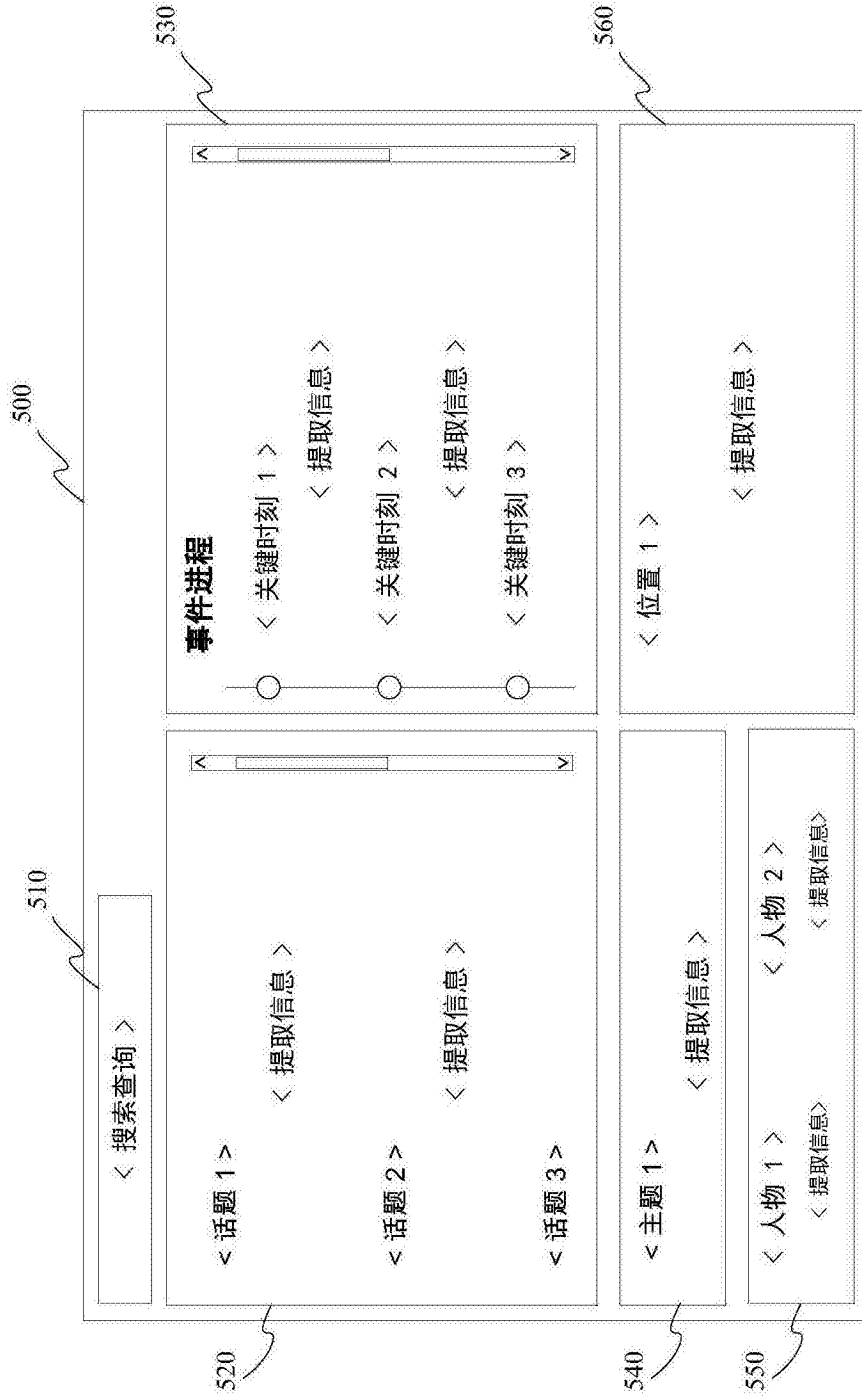 500
510
530
< 搜索查询 >
520
< 话题 1 >
< 提取信息 >
< 话题 2 >
< 提取信息 >
< 话题 3 >
事件进程
< 关键时刻 1 >
< 提取信息 >
< 关键时刻 2 >
< 提取信息 >
< 关键时刻 3 >
540
< 主题 1 >
< 提取信息 >
550
< 人物 1 >
< 提取信息>
< 人物 2 >
< 提取信息>
560
< 位置 1 >
< 提取信息 >